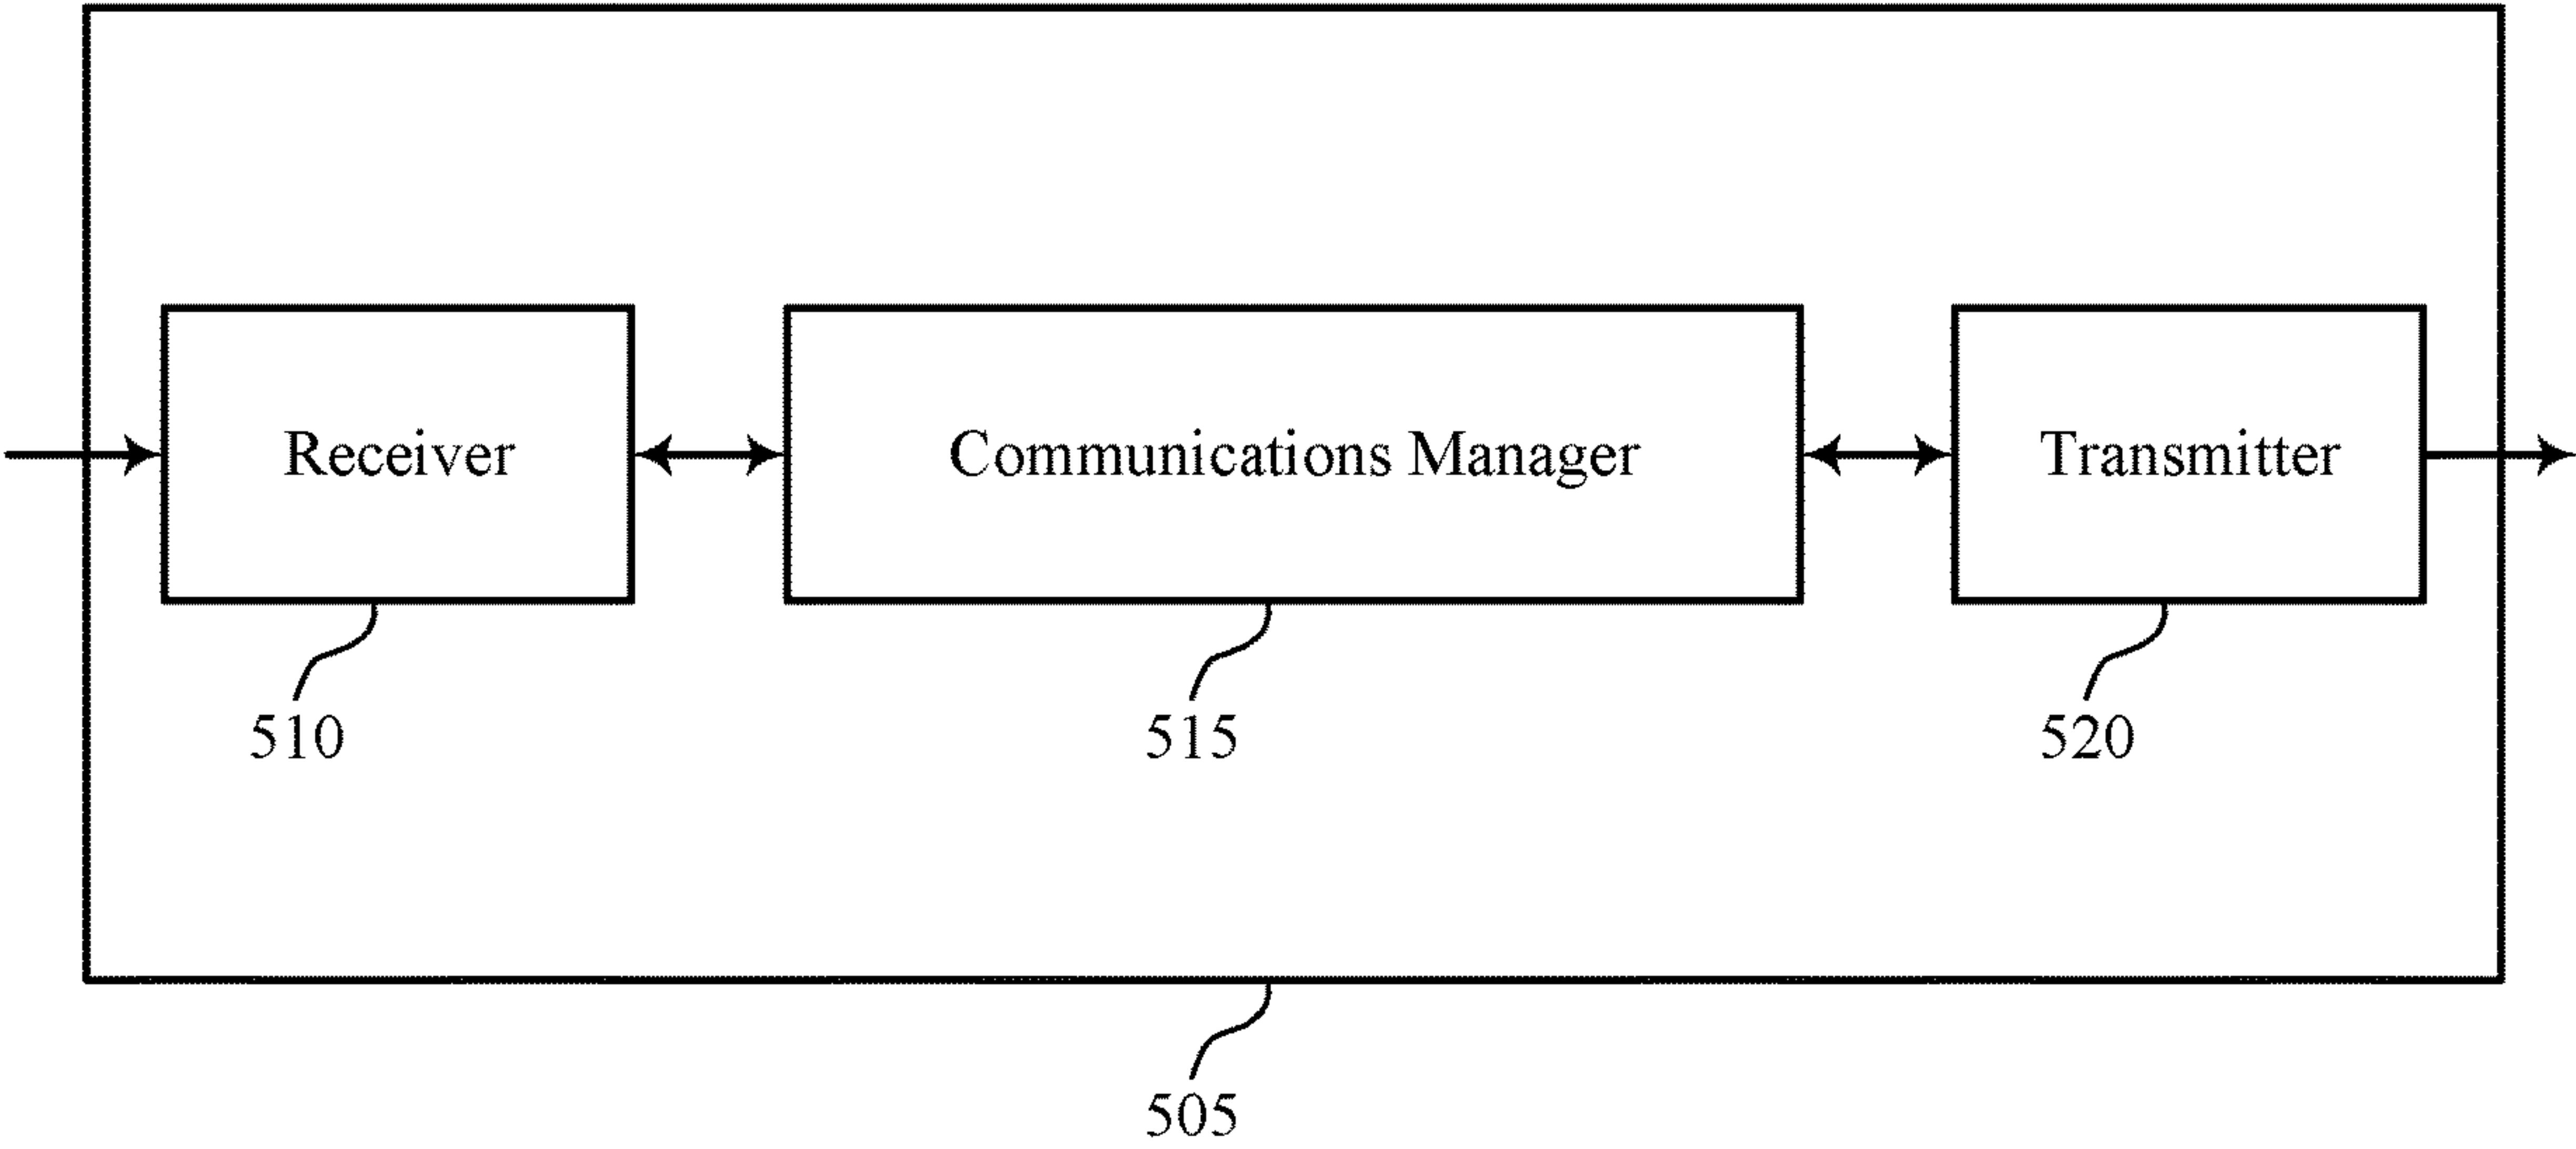 Receiver
Communications Manager
Transmitter
510
515
520
505